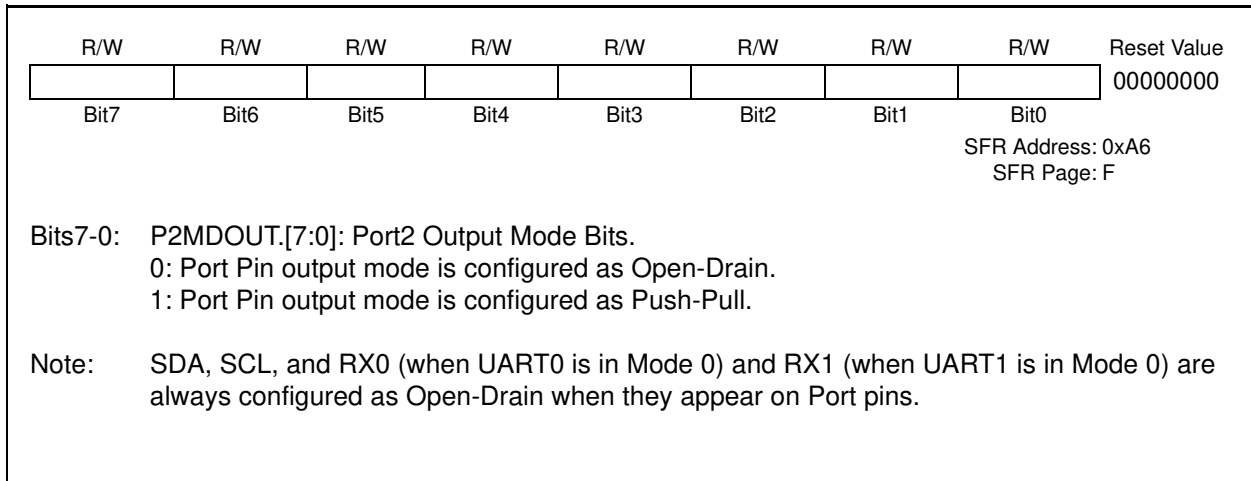 R/W R/W R/W R/W R/W R/W R/W R/W Reset Value
00000000
Bit7 Bit6 Bit5 Bit4 Bit3 Bit2 Bit1 Bit0
SFR Address: 0xA6
SFR Page: F
Bits7-0: P2MDOUT.[7:0]: Port2 Output Mode Bits.
0: Port Pin output mode is configured as Open-Drain.
1: Port Pin output mode is configured as Push-Pull.
Note: SDA, SCL, and RX0 (when UART0 is in Mode 0) and RX1 (when UART1 is in Mode 0) are
always configured as Open-Drain when they appear on Port pins.